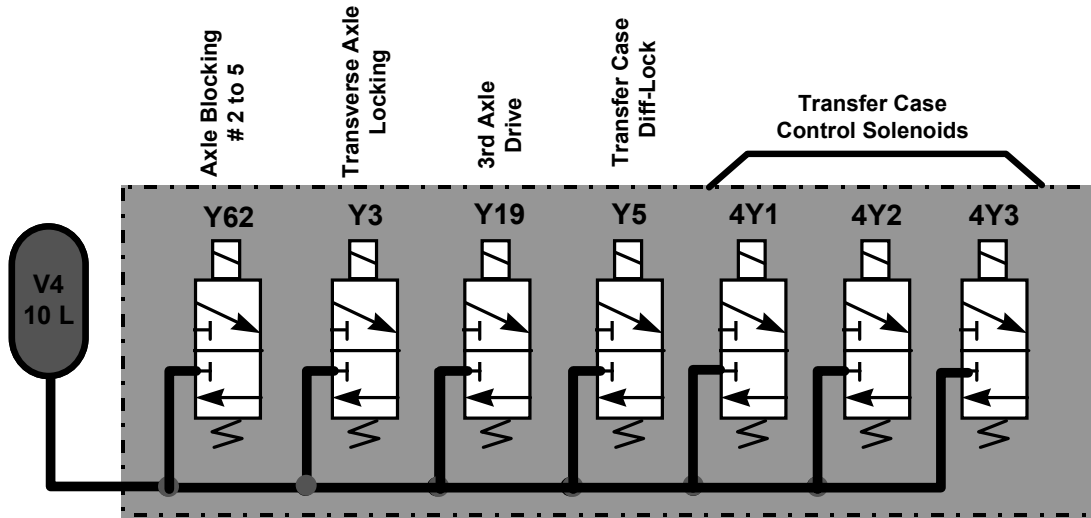 Axle Blocking
# 2 to 5
Transverse Axle
Locking
3rd Axle
Drive
Transfer Case
Diff-Lock
Transfer Case
Control Solenoids
Y62
Y3
Y19
Y5
4Y1
4Y2
4Y3
V4
10 L